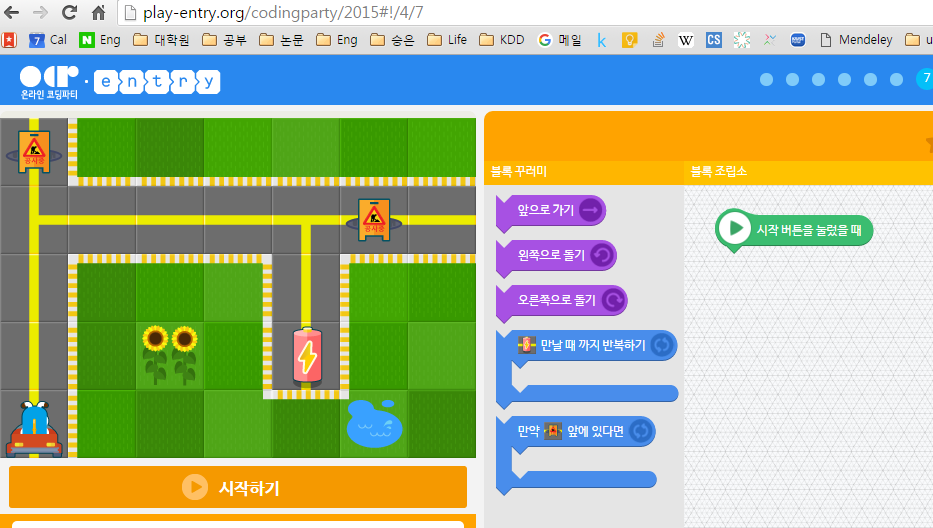 play-entry.org/codingparty/2015#!/4/7
7 Cal
N Eng
대학원
공부
논문
Eng
승은
Life
KDD
G 메일
k
W
CS
Mendeley
u
ocp · entry
온라인 코딩파티
7
공사중
공사중
블록 꾸러미
블록 조립소
앞으로 가기
시작 버튼을 눌렀을 때
왼쪽으로 돌기
오른쪽으로 돌기
만날 때 까지 반복하기
만약 앞에 있다면
시작하기